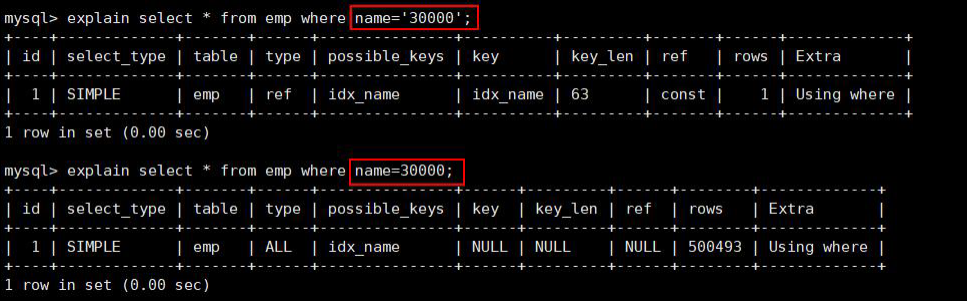 mysql> explain select * from emp where name='30000';
+----+-------------+-------+------+---------------+----------+---------+-------+------+-------------+
| id | select_type | table | type | possible_keys | key      | key_len | ref   | rows | Extra       |
+----+-------------+-------+------+---------------+----------+---------+-------+------+-------------+
|  1 | SIMPLE      | emp   | ref  | idx_name      | idx_name | 63      | const |    1 | Using where |
+----+-------------+-------+------+---------------+----------+---------+-------+------+-------------+
1 row in set (0.00 sec)
mysql> explain select * from emp where name=30000;
+----+-------------+-------+------+---------------+------+---------+------+--------+-------------+
| id | select_type | table | type | possible_keys | key  | key_len | ref  | rows   | Extra       |
+----+-------------+-------+------+---------------+------+---------+------+--------+-------------+
|  1 | SIMPLE      | emp   | ALL  | idx_name      | NULL | NULL    | NULL | 500493 | Using where |
+----+-------------+-------+------+---------------+------+---------+------+--------+-------------+
1 row in set (0.00 sec)